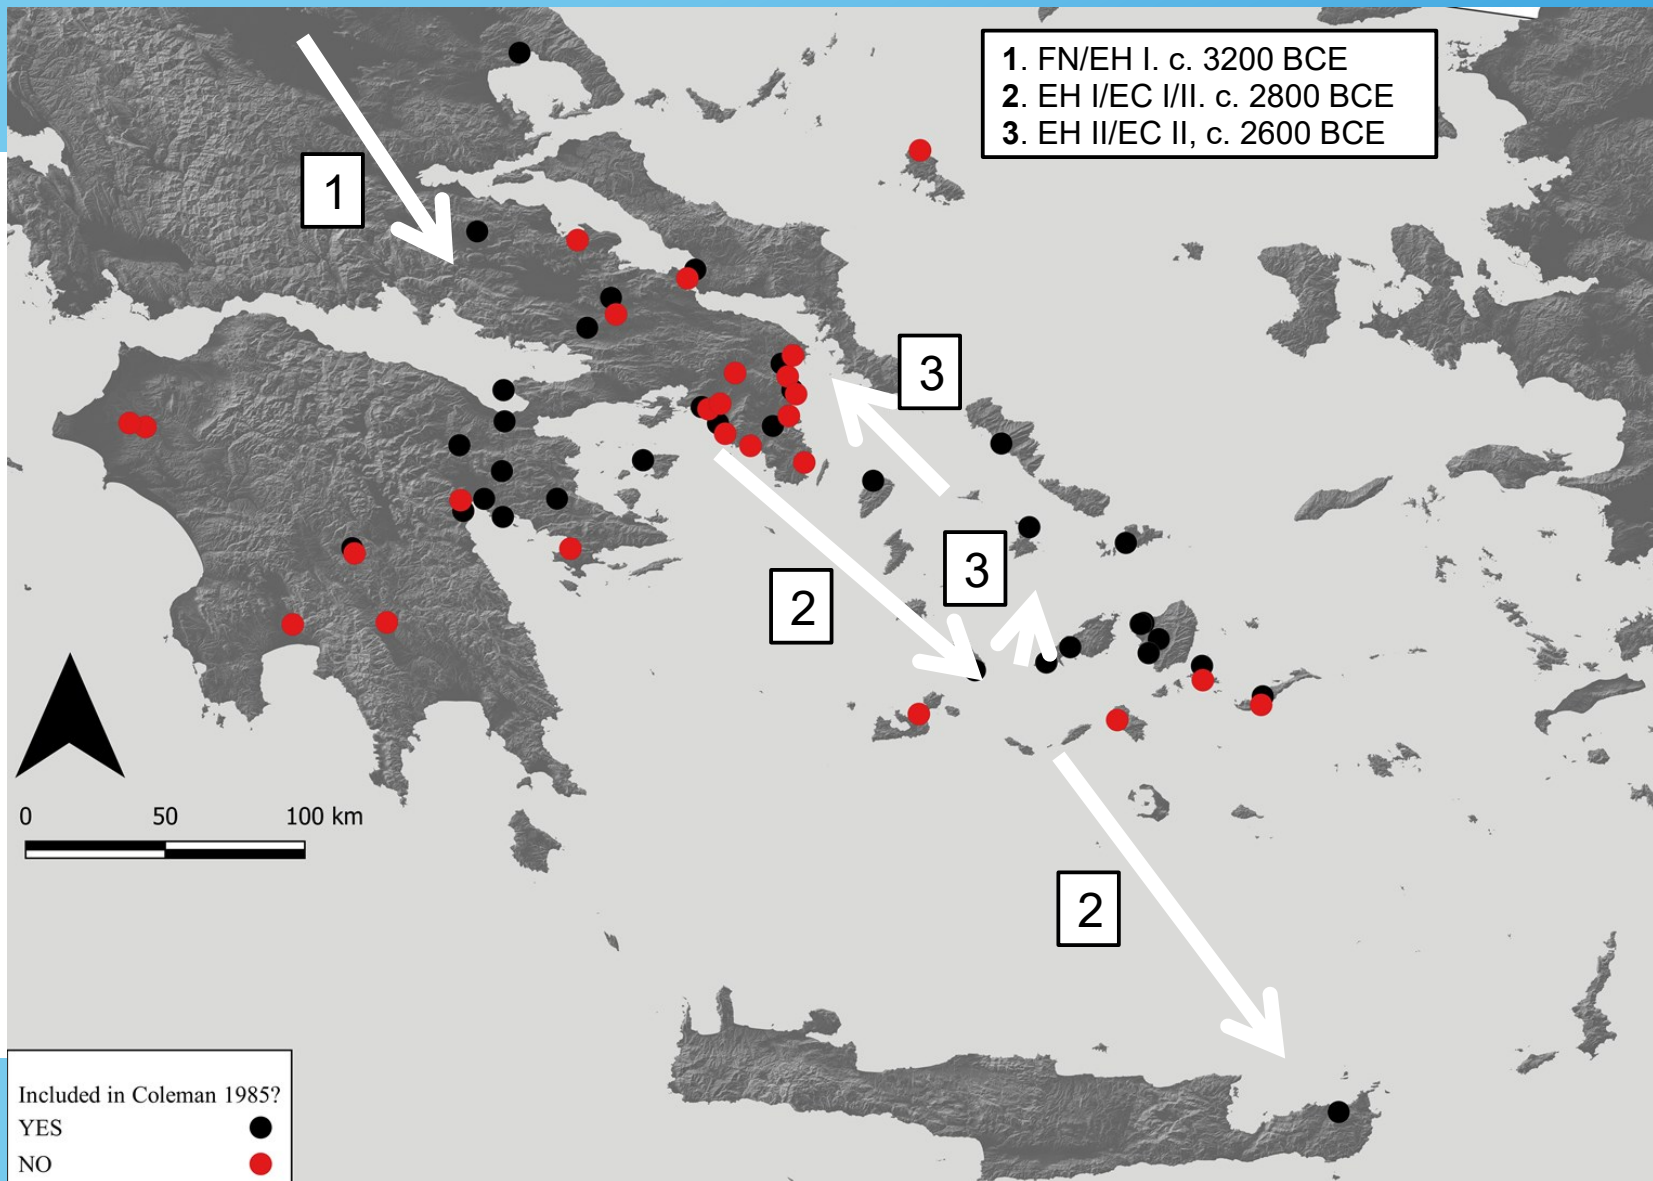 1. FN/EH I. c. 3200 BCE
2. EH I/EC I/II. c. 2800 BCE
3. EH II/EC II, c. 2600 BCE
1
3
3
2
2
0 50 100 km
Included in Coleman 1985?
YES
NO